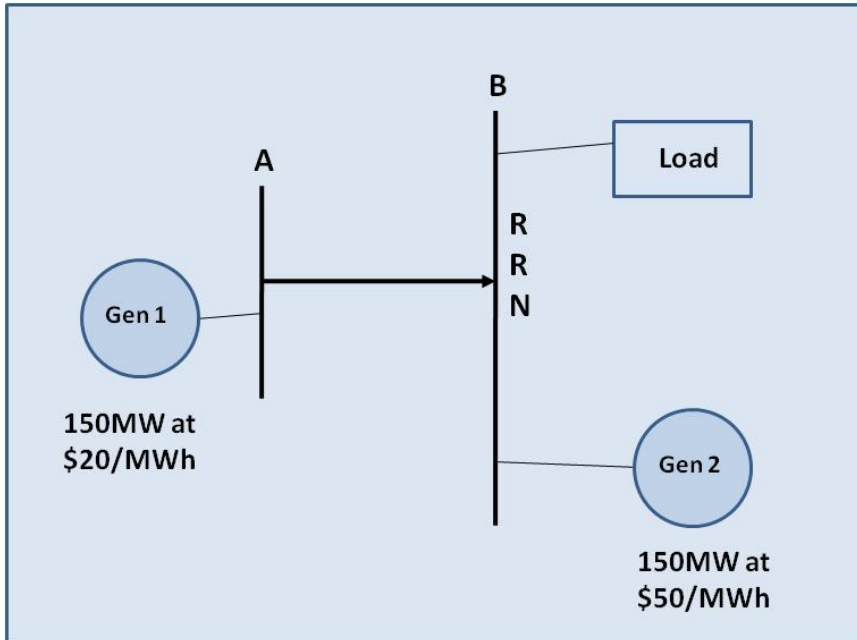 B
Load
A
R
R
N
Gen 1
150MW at
$20/MWh
Gen 2
150MW at
$50/MWh